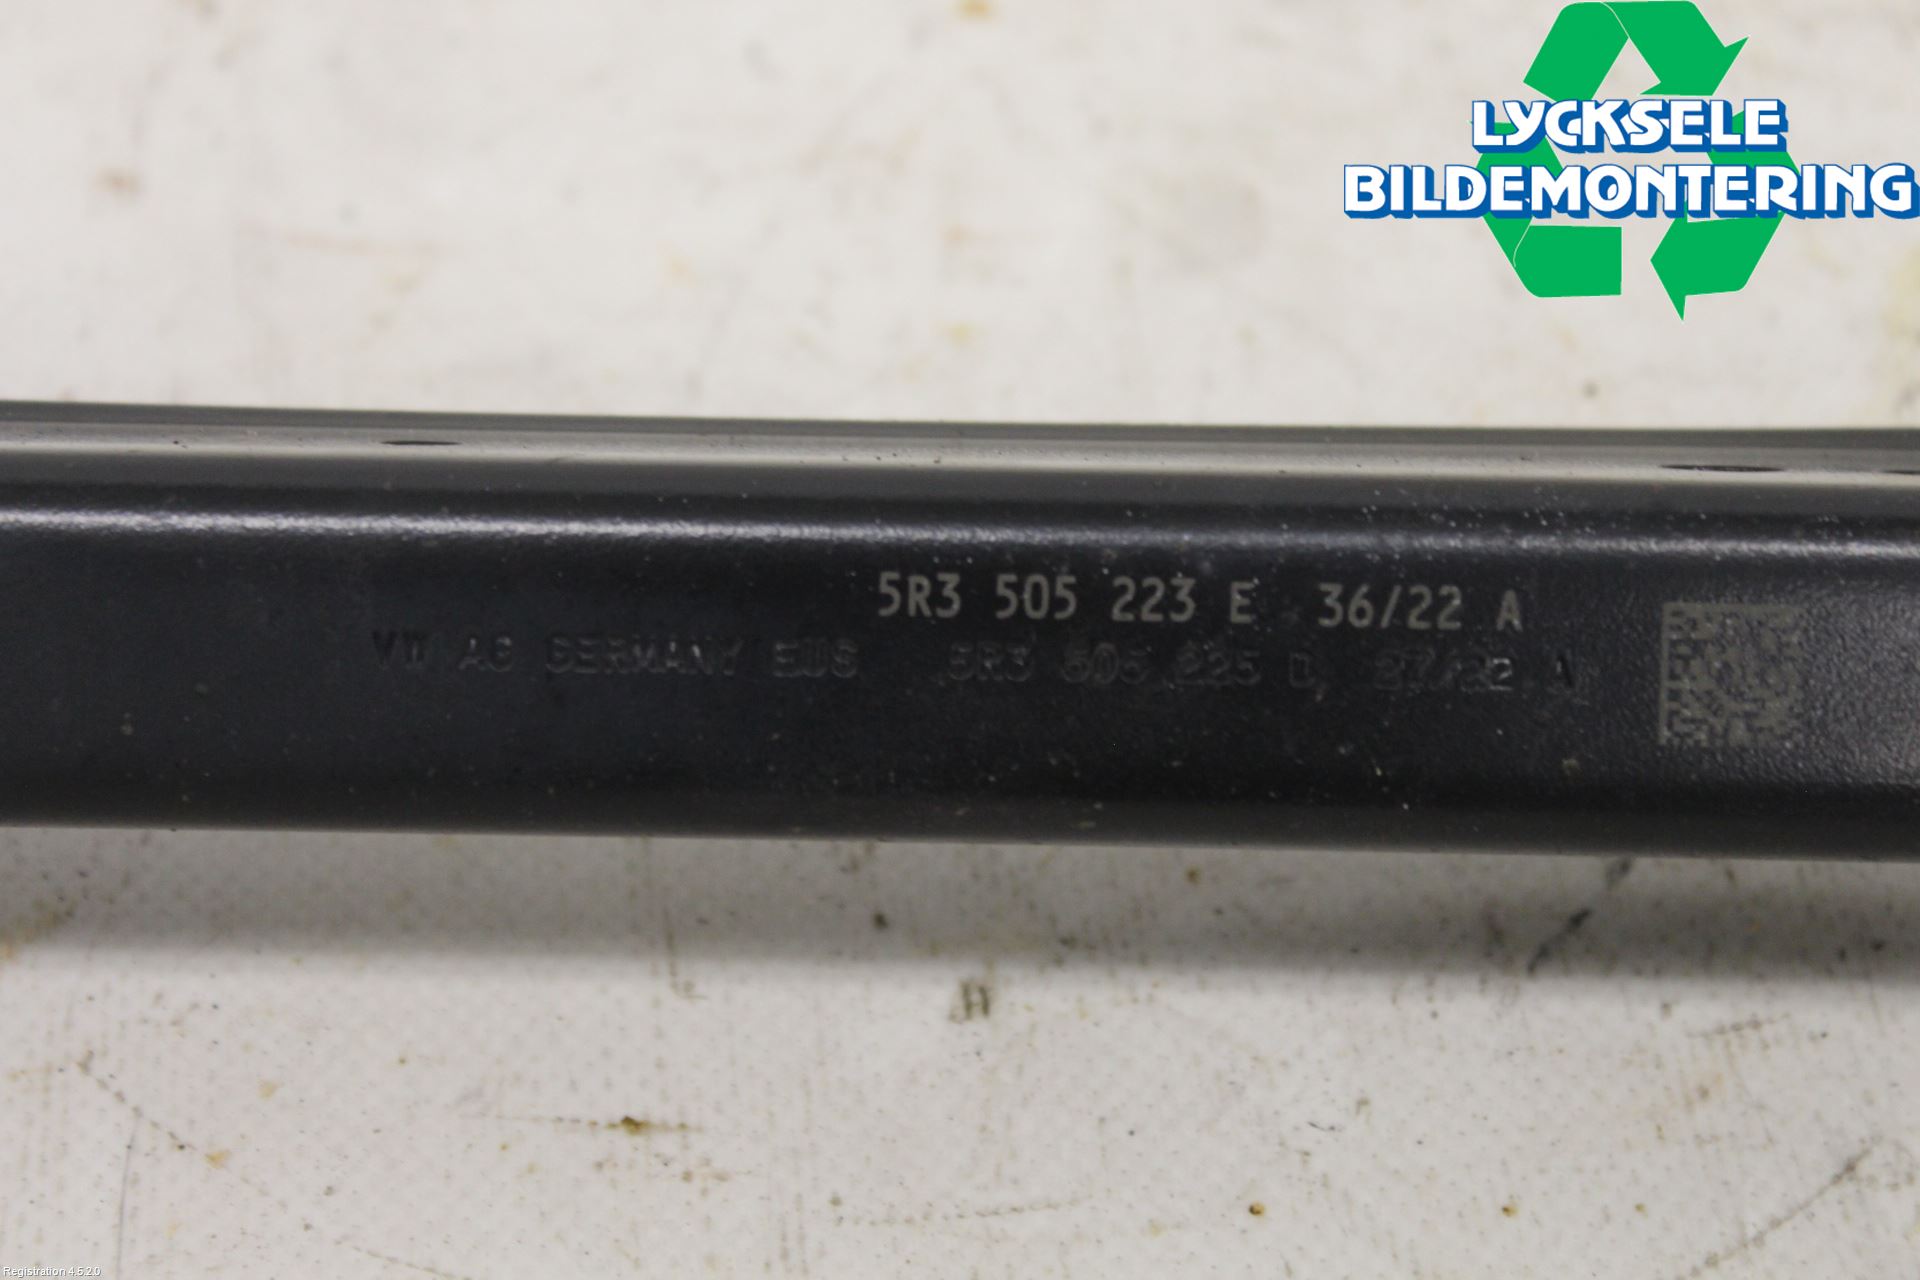 LYCKSELE
BILDEMONTERING
5R3 505 223 E 36/22 A
VW AG GERMANY EUS 5R3 505 225 D 27/22 A
Registration 4.5.2.0